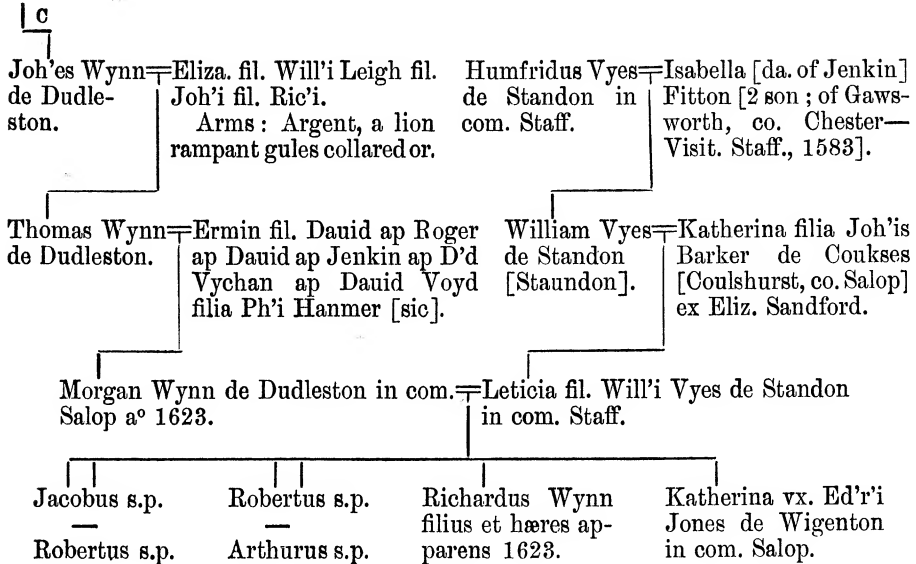 c
Joh'es Wynn=Eliza. fil. Will'i Leigh fil.
de Dudle- Joh'i fil. Ric'i.
ston. Arms : Argent, a lion
rampant gules collared or.
Humfridus Vyes=Isabella [da. of Jenkin]
de Standon in Fitton [2 son ; of Gaws-
com. Staff. worth, co. Chester—
Visit. Staff., 1583].
Thomas Wynn=Ermin fil. Dauid ap Roger
de Dudleston. ap Dauid ap Jenkin ap D'd
Vychan ap Dauid Voyd
filia Ph'i Hanmer [sic].
William Vyes=Katherina filia Joh'is
de Standon Barker de Coukses
[Staundon]. [Coulshurst, co. Salop]
ex Eliz. Sandford.
Morgan Wynn de Dudleston in com.=Leticia fil. Will'i Vyes de Standon
Salop aº 1623. in com. Staff.
Jacobus s.p.
—
Robertus s.p.
Robertus s.p.
—
Arthurus s.p.
Richardus Wynn
filius et hæres ap-
parens 1623.
Katherina vx. Ed'r'i
Jones de Wigenton
in com. Salop.